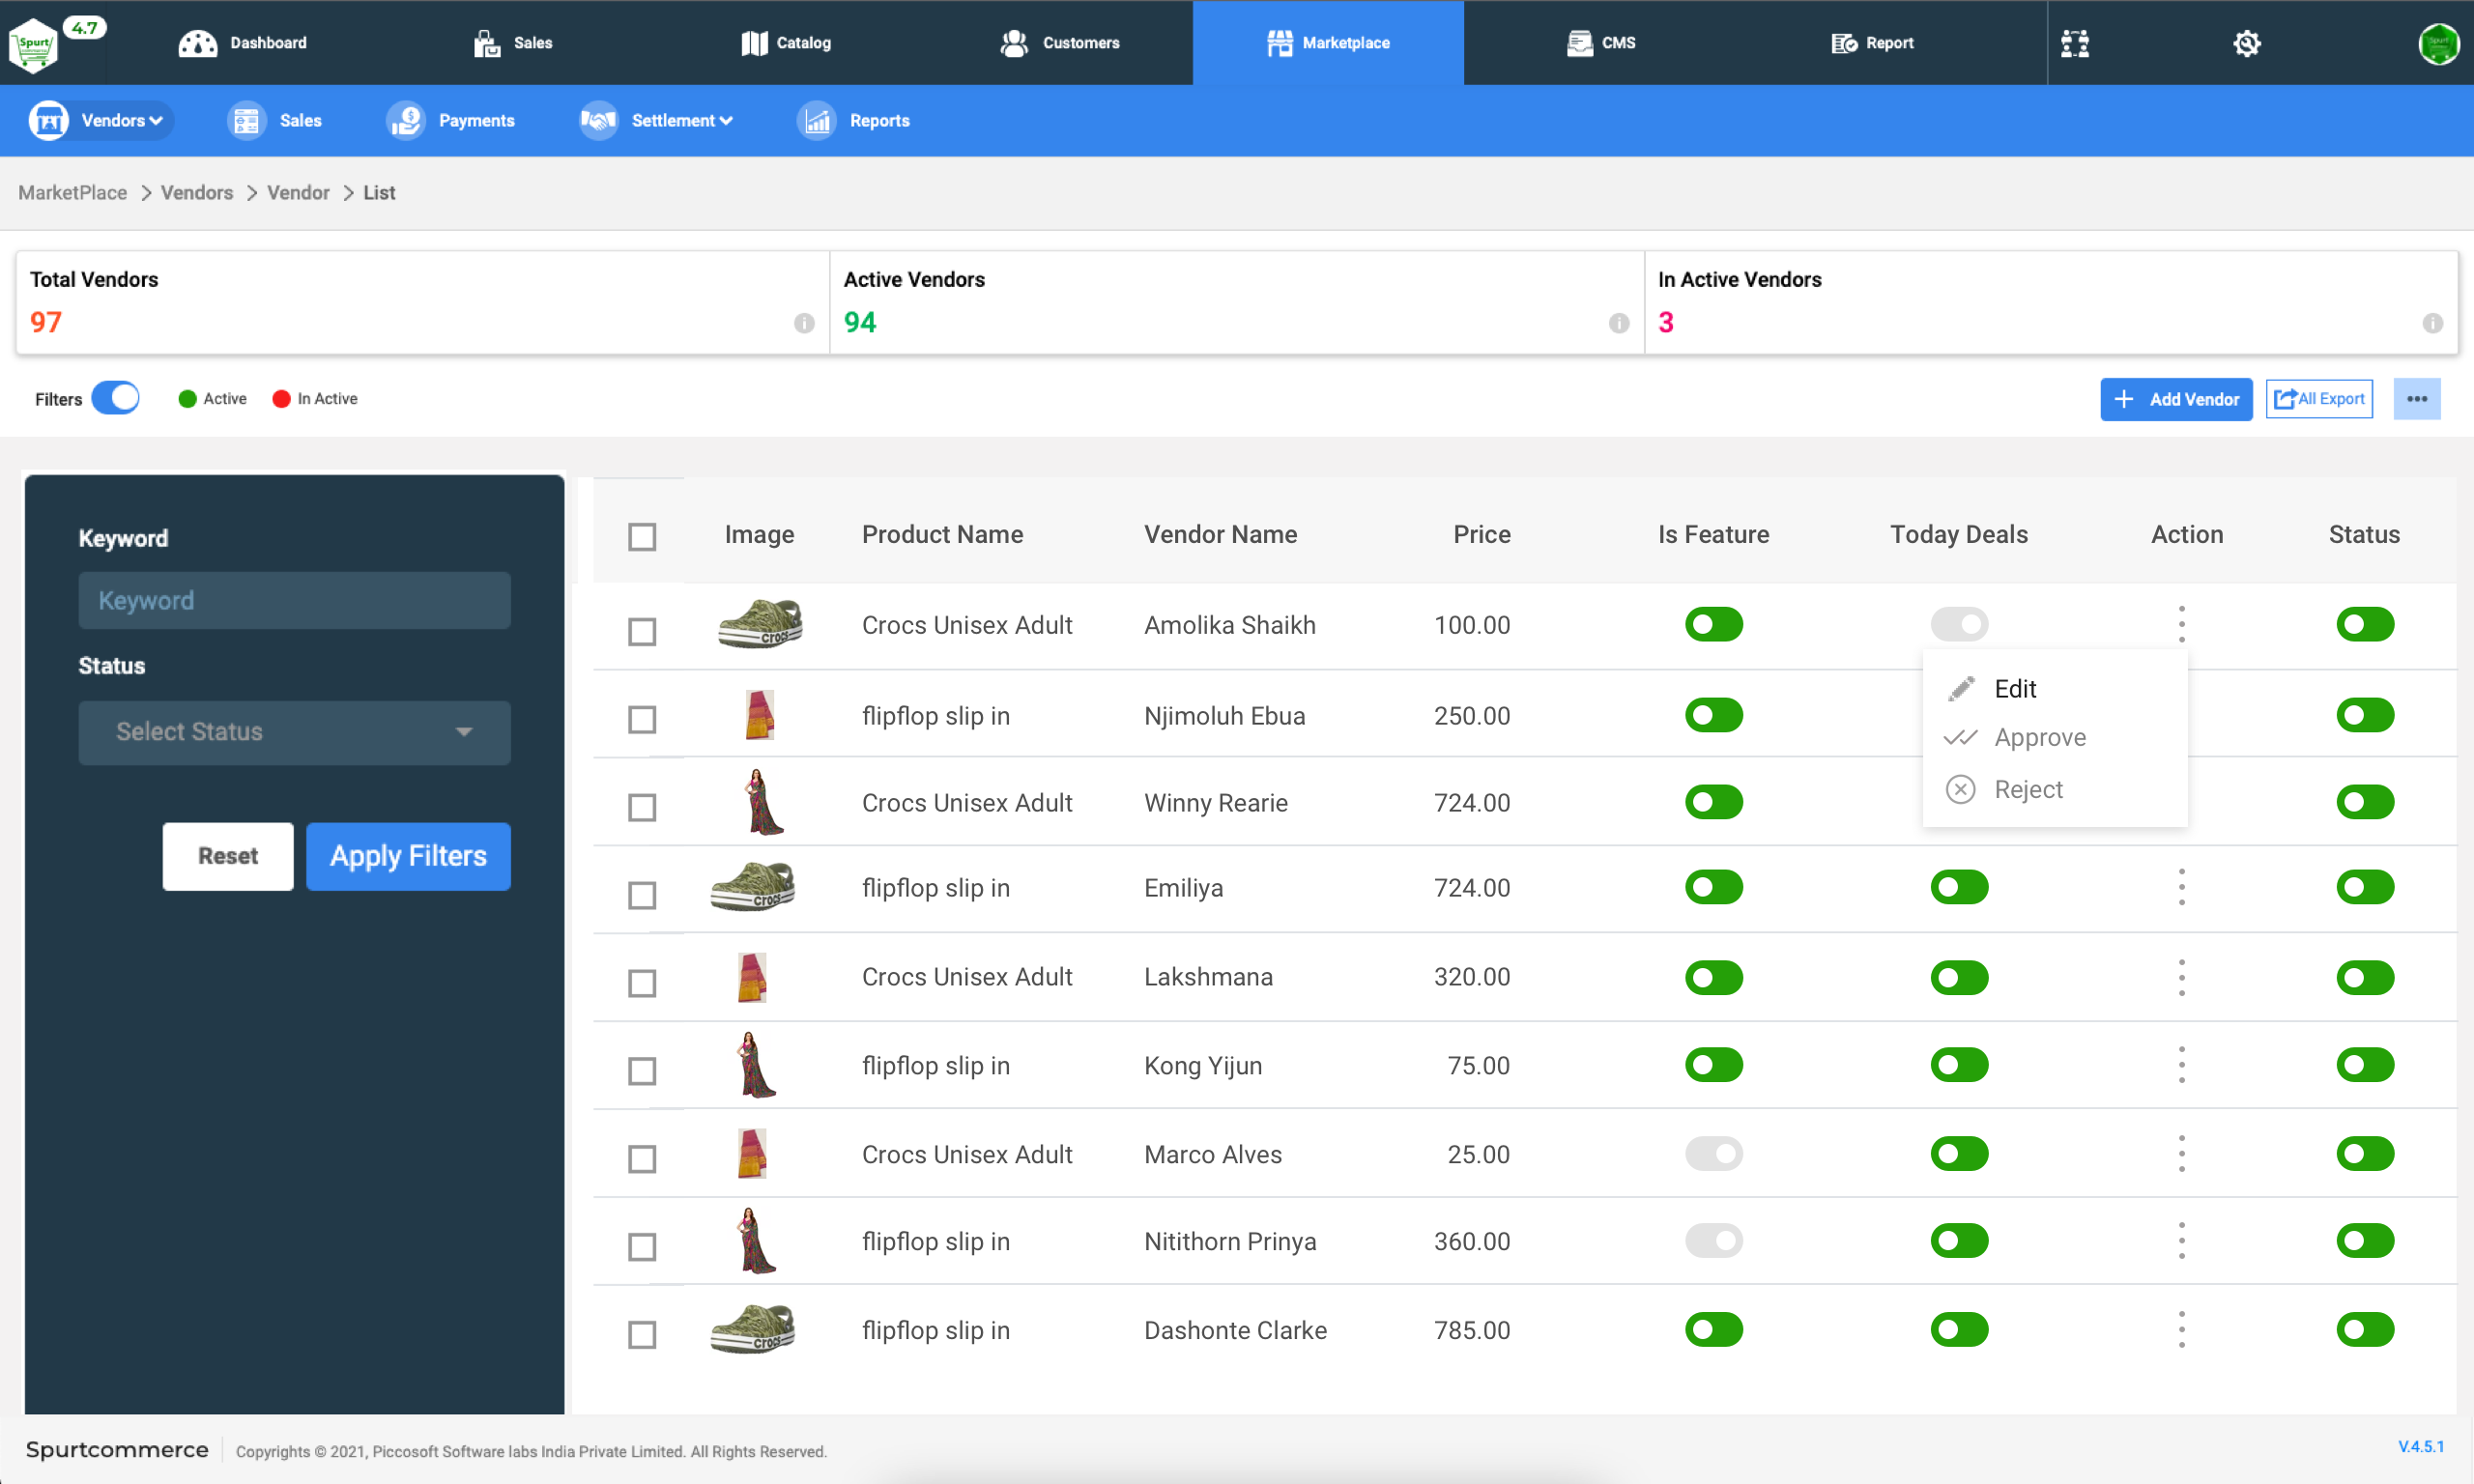 Spurt 4.7 Dashboard Sales Catalog Customers Marketplace CMS Report
Vendors Sales Payments Settlement Reports
MarketPlace > Vendors > Vendor > List
Total Vendors Active Vendors In Active Vendors
97 94 3
Filters Active In Active + Add Vendor All Export
Keyword
Keyword
Status
Select Status
Reset Apply Filters
Image Product Name Vendor Name Price Is Feature Today Deals Action Status
crocs Crocs Unisex Adult Amolika Shaikh 100.00
Edit
flipflop slip in Njimoluh Ebua 250.00
Approve
Reject
Crocs Unisex Adult Winny Rearie 724.00
crocs flipflop slip in Emiliya 724.00
Crocs Unisex Adult Lakshmana 320.00
flipflop slip in Kong Yijun 75.00
Crocs Unisex Adult Marco Alves 25.00
flipflop slip in Nitithorn Prinya 360.00
crocs flipflop slip in Dashonte Clarke 785.00
Spurtcommerce Copyrights © 2021, Piccosoft Software labs India Private Limited. All Rights Reserved. V.4.5.1